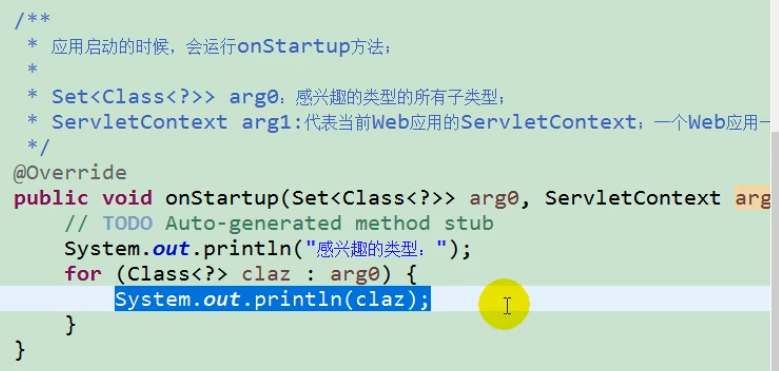 /**
 * 应用启动的时候，会运行onStartup方法；
 *
 * Set<Class<?>> arg0：感兴趣的类型的所有子类型；
 * ServletContext arg1:代表当前Web应用的ServletContext；一个Web应用一
 */
@Override
public void onStartup(Set<Class<?>> arg0, ServletContext arg
    // TODO Auto-generated method stub
    System.out.println("感兴趣的类型：");
    for (Class<?> claz : arg0) {
        System.out.println(claz);
    }
}